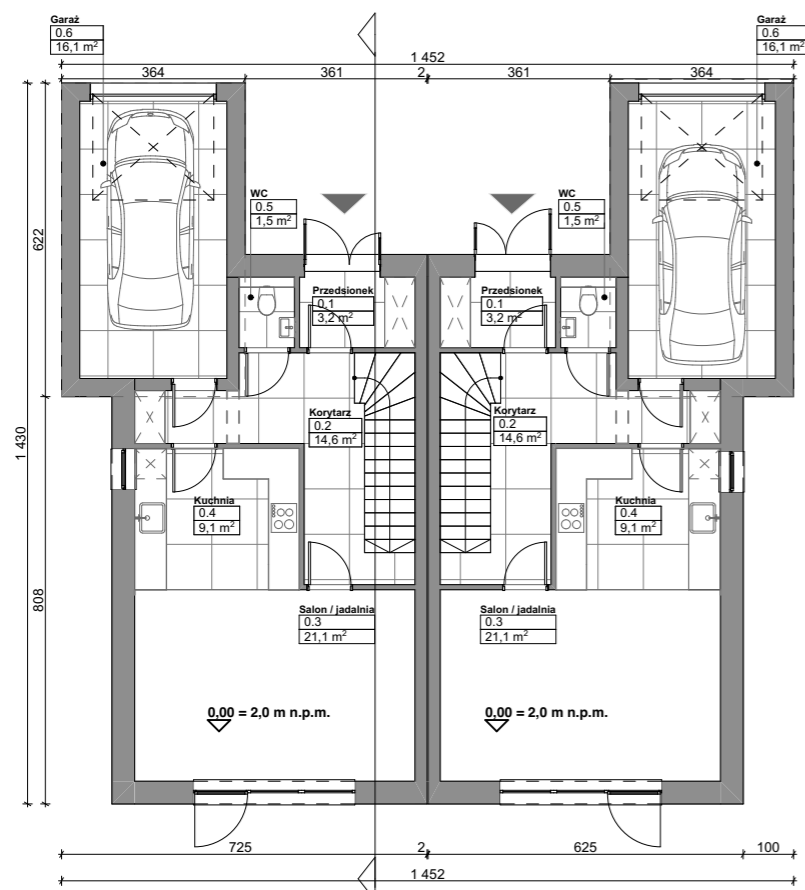 Garaż
0.6
16,1 m²
Garaż
0.6
16,1 m²
1 452
364
361
2
361
364
WC
0.5
1,5 m²
WC
0.5
1,5 m²
622
Przedsionek
0.1
3,2 m²
Przedsionek
0.1
3,2 m²
Korytarz
0.2
14,6 m²
Korytarz
0.2
14,6 m²
1 430
Kuchnia
0.4
9,1 m²
Kuchnia
0.4
9,1 m²
808
Salon / jadalnia
0.3
21,1 m²
Salon / jadalnia
0.3
21,1 m²
0,00 = 2,0 m n.p.m.
0,00 = 2,0 m n.p.m.
725
2
625
100
1 452